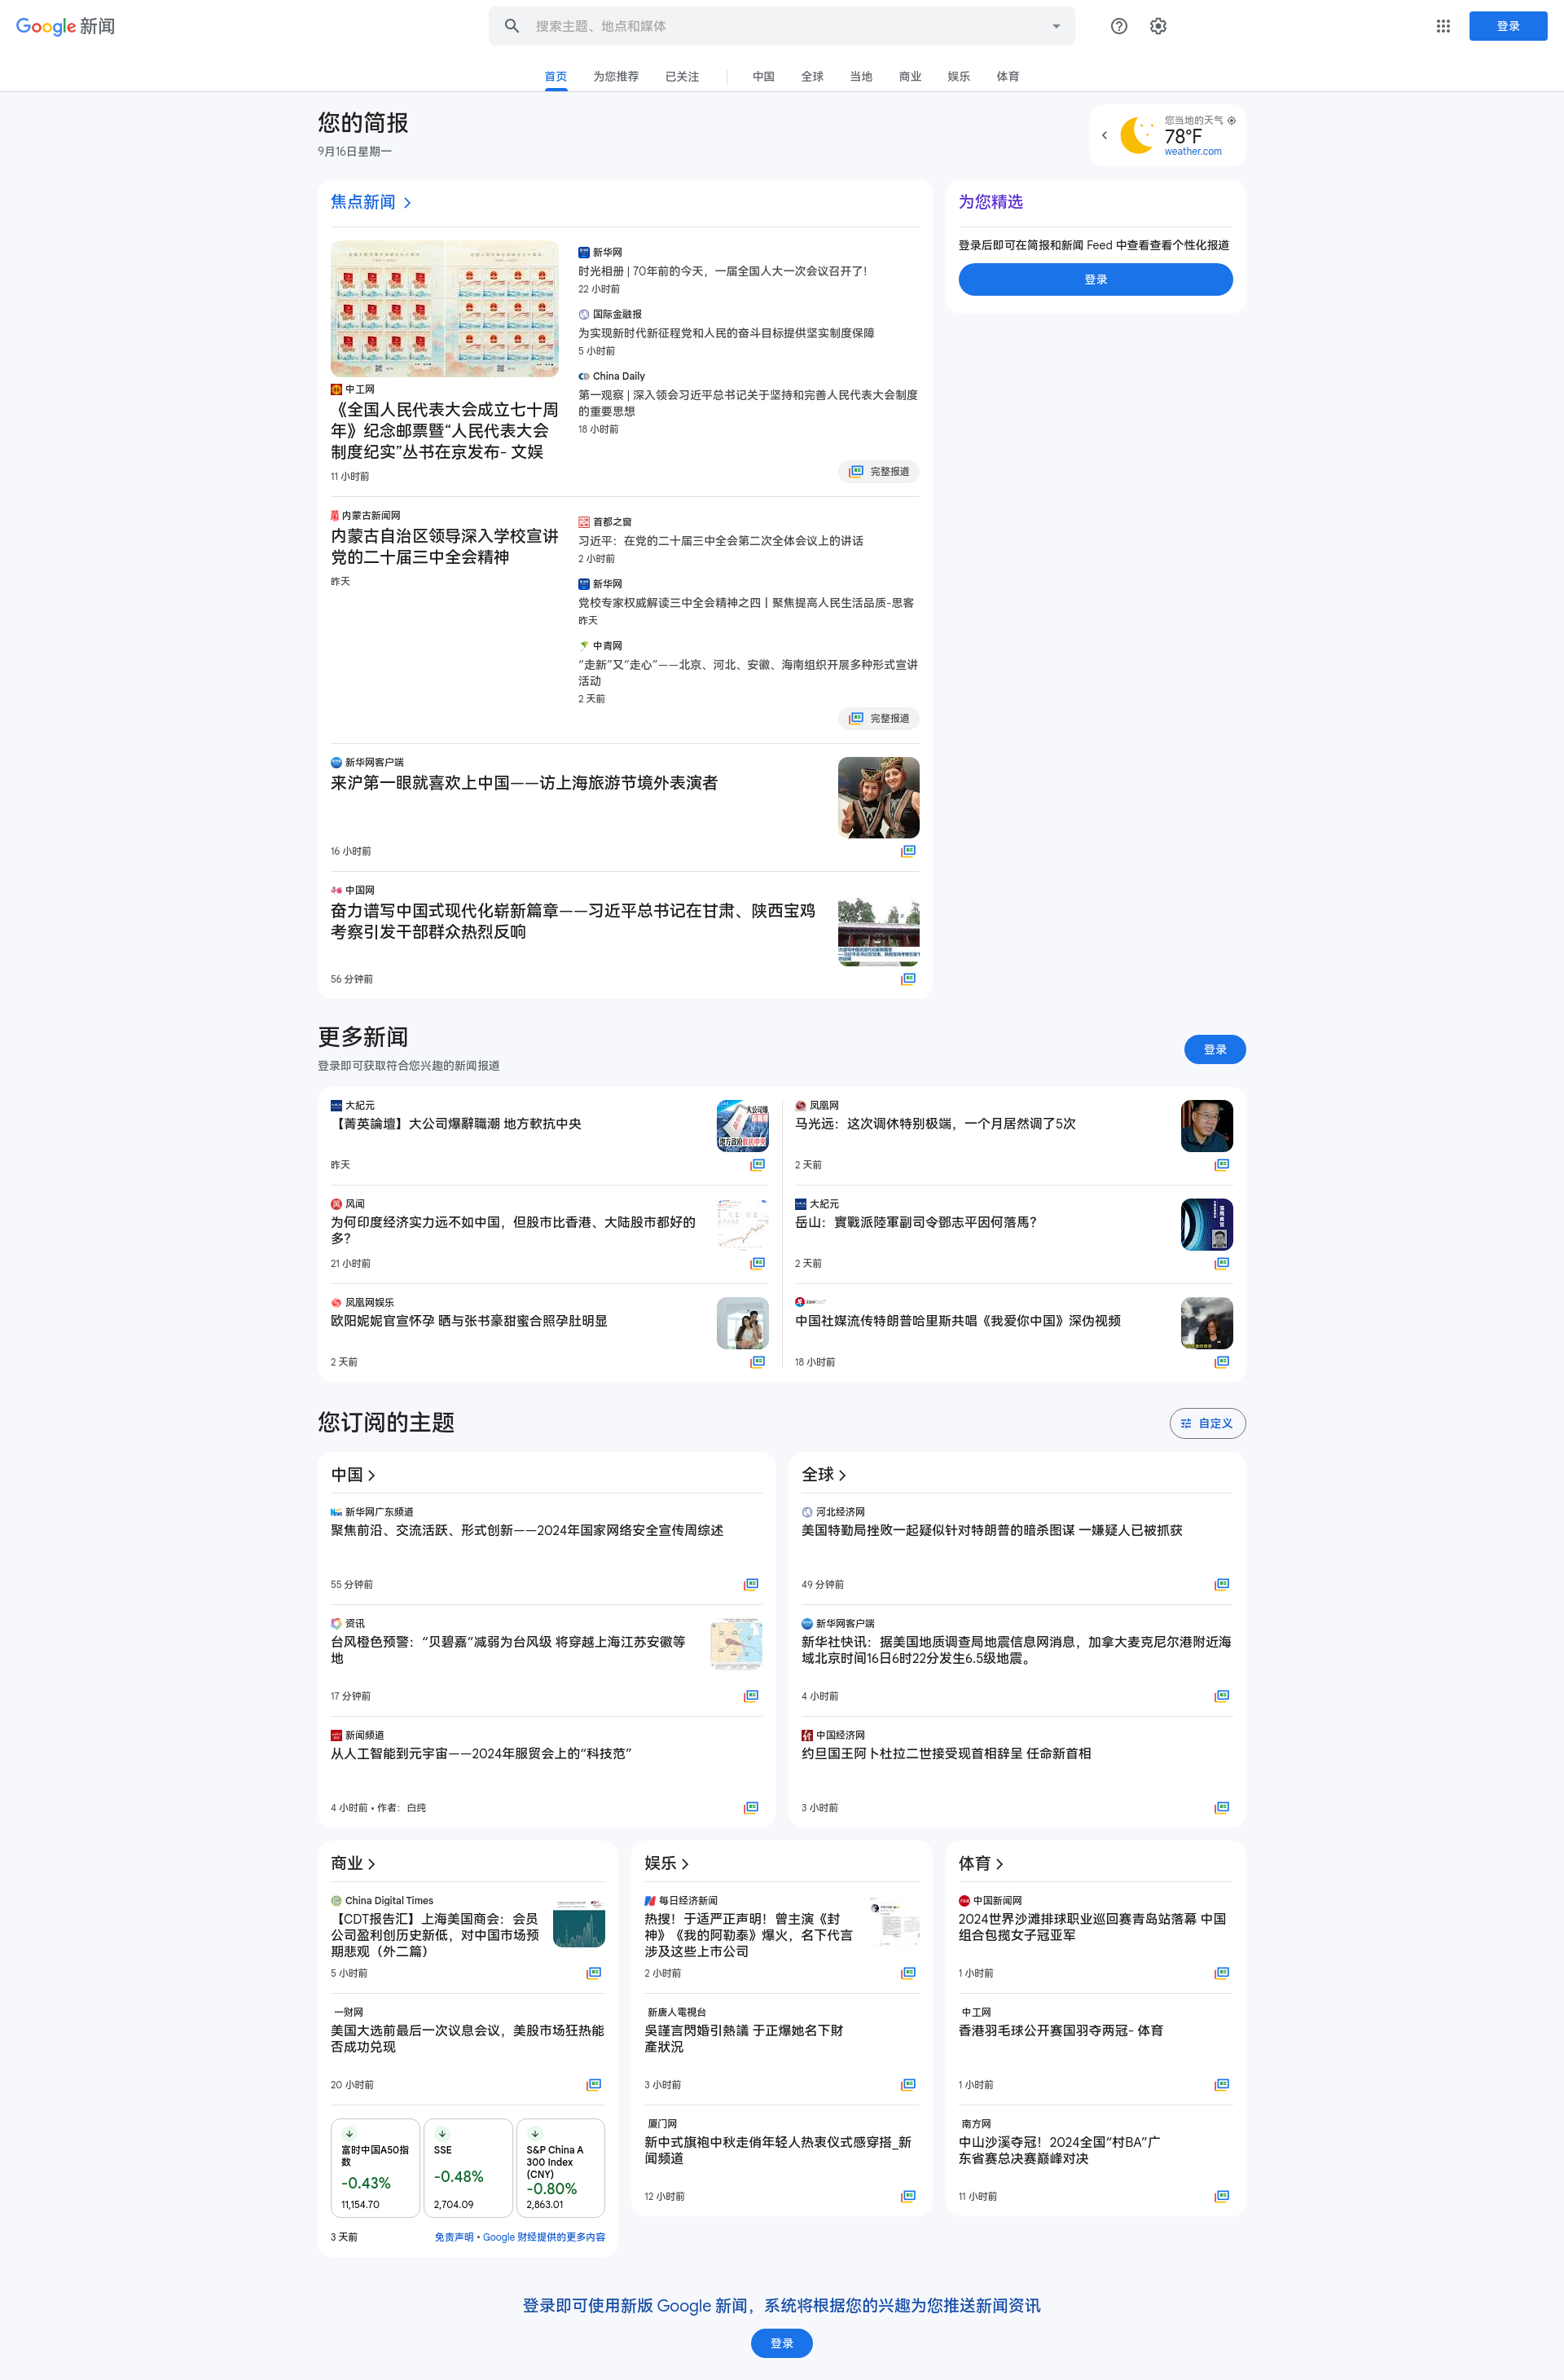 Google 新闻
搜索主题、地点和媒体
登录
首页
为您推荐
已关注
中国
全球
当地
商业
娱乐
体育
您的简报
9月16日星期一
您当地的天气
78°F
weather.com
焦点新闻
中工网
《全国人民代表大会成立七十周
年》纪念邮票暨“人民代表大会
制度纪实”丛书在京发布- 文娱
11 小时前
新华网
时光相册 | 70年前的今天，一届全国人大一次会议召开了！
22 小时前
国际金融报
为实现新时代新征程党和人民的奋斗目标提供坚实制度保障
5 小时前
China Daily
第一观察 | 深入领会习近平总书记关于坚持和完善人民代表大会制度
的重要思想
18 小时前
完整报道
内蒙古新闻网
内蒙古自治区领导深入学校宣讲
党的二十届三中全会精神
昨天
首都之窗
习近平：在党的二十届三中全会第二次全体会议上的讲话
2 小时前
新华网
党校专家权威解读三中全会精神之四丨聚焦提高人民生活品质-思客
昨天
中青网
“走新”又“走心”——北京、河北、安徽、海南组织开展多种形式宣讲
活动
2 天前
完整报道
新华网客户端
来沪第一眼就喜欢上中国——访上海旅游节境外表演者
16 小时前
中国网
奋力谱写中国式现代化崭新篇章——习近平总书记在甘肃、陕西宝鸡
考察引发干部群众热烈反响
56 分钟前
为您精选
登录后即可在简报和新闻 Feed 中查看查看个性化报道
登录
更多新闻
登录即可获取符合您兴趣的新闻报道
登录
大紀元
【菁英論壇】大公司爆辭職潮 地方軟抗中央
昨天
大公司爆
地方政府軟抗中央
凤凰网
马光远：这次调休特别极端，一个月居然调了5次
2 天前
风闻
为何印度经济实力远不如中国，但股市比香港、大陆股市都好的
多？
21 小时前
大紀元
岳山：實戰派陸軍副司令鄧志平因何落馬？
2 天前
凤凰网娱乐
欧阳妮妮官宣怀孕 晒与张书豪甜蜜合照孕肚明显
2 天前
中国社媒流传特朗普哈里斯共唱《我爱你中国》深伪视频
18 小时前
您订阅的主题
自定义
中国
新华网广东频道
聚焦前沿、交流活跃、形式创新——2024年国家网络安全宣传周综述
55 分钟前
资讯
台风橙色预警：“贝碧嘉”减弱为台风级 将穿越上海江苏安徽等
地
17 分钟前
新闻频道
从人工智能到元宇宙——2024年服贸会上的“科技范”
4 小时前 • 作者：白纯
全球
河北经济网
美国特勤局挫败一起疑似针对特朗普的暗杀图谋 一嫌疑人已被抓获
49 分钟前
新华网客户端
新华社快讯：据美国地质调查局地震信息网消息，加拿大麦克尼尔港附近海
域北京时间16日6时22分发生6.5级地震。
4 小时前
中国经济网
约旦国王阿卜杜拉二世接受现首相辞呈 任命新首相
3 小时前
商业
China Digital Times
【CDT报告汇】上海美国商会：会员
公司盈利创历史新低，对中国市场预
期悲观（外二篇）
5 小时前
一财网
美国大选前最后一次议息会议，美股市场狂热能
否成功兑现
20 小时前
富时中国A50指
数
-0.43%
11,154.70
SSE
-0.48%
2,704.09
S&P China A
300 Index
(CNY)
-0.80%
2,863.01
3 天前
免责声明 • Google 财经提供的更多内容
娱乐
每日经济新闻
热搜！于适严正声明！曾主演《封
神》《我的阿勒泰》爆火，名下代言
涉及这些上市公司
2 小时前
新唐人電視台
吳謹言閃婚引熱議 于正爆她名下財
產狀況
3 小时前
厦门网
新中式旗袍中秋走俏年轻人热衷仪式感穿搭_新
闻频道
12 小时前
体育
中国新闻网
2024世界沙滩排球职业巡回赛青岛站落幕 中国
组合包揽女子冠亚军
1 小时前
中工网
香港羽毛球公开赛国羽夺两冠- 体育
1 小时前
南方网
中山沙溪夺冠！2024全国“村BA”广
东省赛总决赛巅峰对决
11 小时前
登录即可使用新版 Google 新闻，系统将根据您的兴趣为您推送新闻资讯
登录